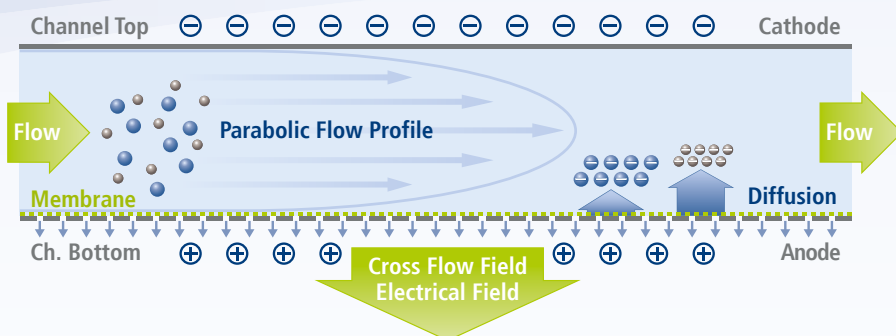 Channel Top ⊖ ⊖ ⊖ ⊖ ⊖ ⊖ ⊖ ⊖ ⊖ ⊖ ⊖ ⊖ Cathode
Flow
Parabolic Flow Profile
Flow
Membrane
Diffusion
Ch. Bottom ⊕ ⊕ ⊕ ⊕ ⊕ ⊕ ⊕ ⊕ Anode
Cross Flow Field
Electrical Field